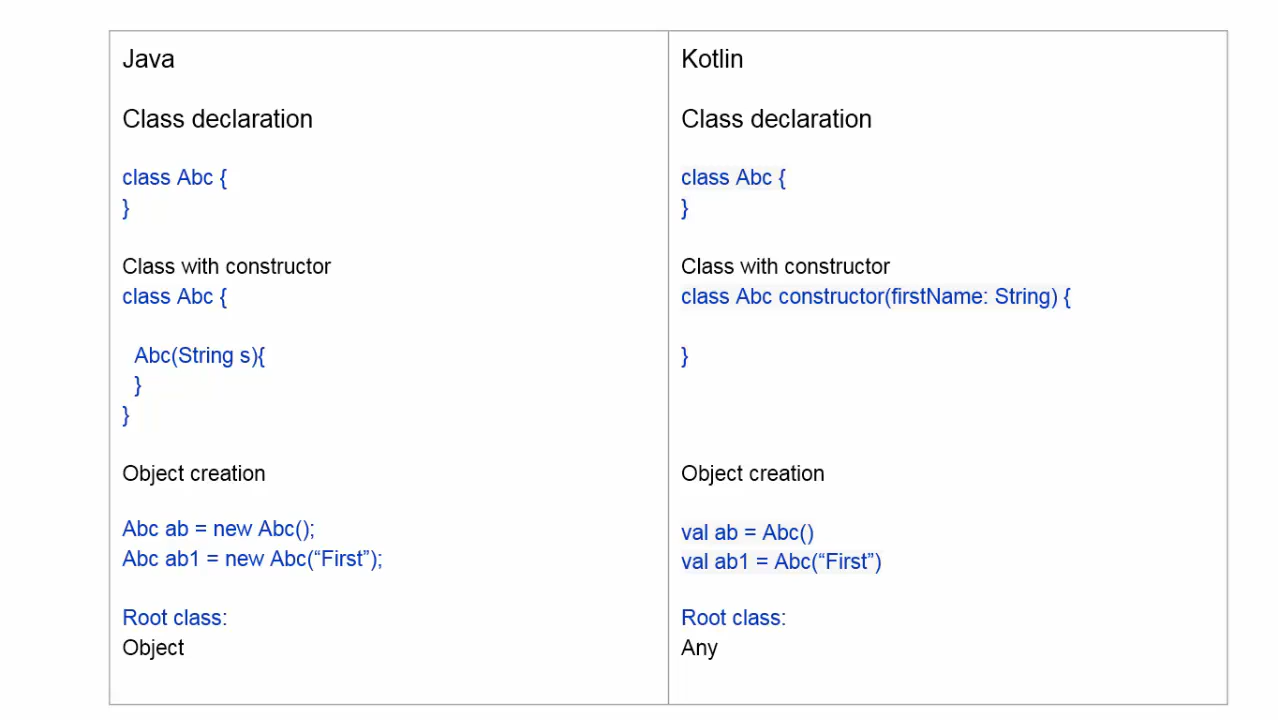 Java
Class declaration
class Abc {
}
Class with constructor
class Abc {
Abc(String s){
}
}
Object creation
Abc ab = new Abc();
Abc ab1 = new Abc(“First”);
Root class:
Object
Kotlin
Class declaration
class Abc {
}
Class with constructor
class Abc constructor(firstName: String) {
}
Object creation
val ab = Abc()
val ab1 = Abc(“First”)
Root class:
Any